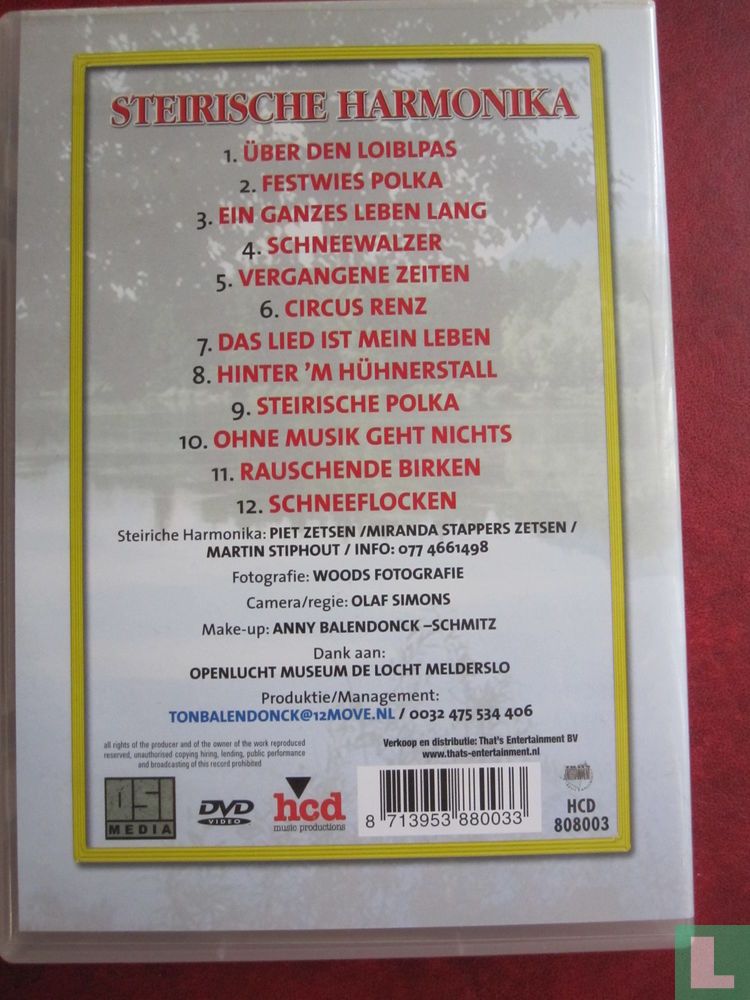 STEIRISCHE HARMONIKA
1. ÜBER DEN LOIBLPAS
2. FESTWIES POLKA
3. EIN GANZES LEBEN LANG
4. SCHNEEWALZER
5. VERGANGENE ZEITEN
6. CIRCUS RENZ
7. DAS LIED IST MEIN LEBEN
8. HINTER 'M HÜHNERSTALL
9. STEIRISCHE POLKA
10. OHNE MUSIK GEHT NICHTS
11. RAUSCHENDE BIRKEN
12. SCHNEEFLOCKEN
Steiriche Harmonika: PIET ZETSEN /MIRANDA STAPPERS ZETSEN /
MARTIN STIPHOUT / INFO: 077 4661498
Fotografie: WOODS FOTOGRAFIE
Camera/regie: OLAF SIMONS
Make-up: ANNY BALENDONCK –SCHMITZ
Dank aan:
OPENLUCHT MUSEUM DE LOCHT MELDERSLO
Produktie/Management:
TONBALENDONCK@12MOVE.NL / 0032 475 534 406
all rights of the producer and of the owner of the work reproduced
reserved, unauthorised copying hiring, lending, public performance
and broadcasting of this record prohibited
Verkoop en distributie: That's Entertainment BV
www.thats-entertainment.nl
DSI
MEDIA
DVD
VIDEO
hcd
music productions
8 713953 880033
HCD
808003
L